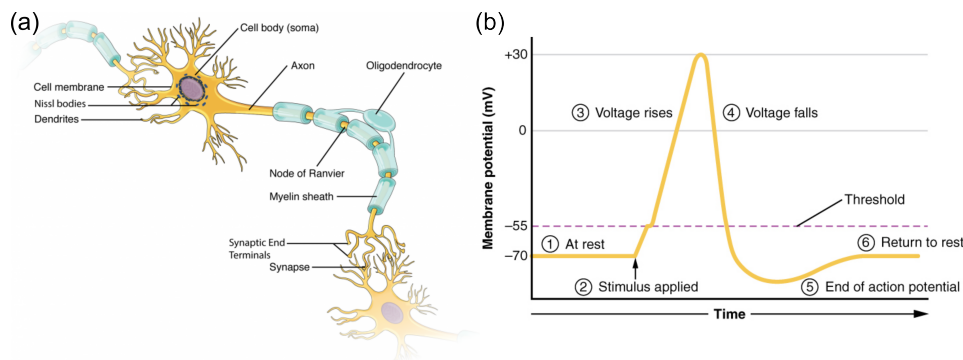 (a)
Cell body (soma)
Axon
Oligodendrocyte
Cell membrane
Nissl bodies
Dendrites
Node of Ranvier
Myelin sheath
Synaptic End
Terminals
Synapse
(b)
Membrane potential (mV)
+30
0
−55
−70
③ Voltage rises
④ Voltage falls
Threshold
① At rest
⑥ Return to rest
② Stimulus applied
⑤ End of action potential
Time